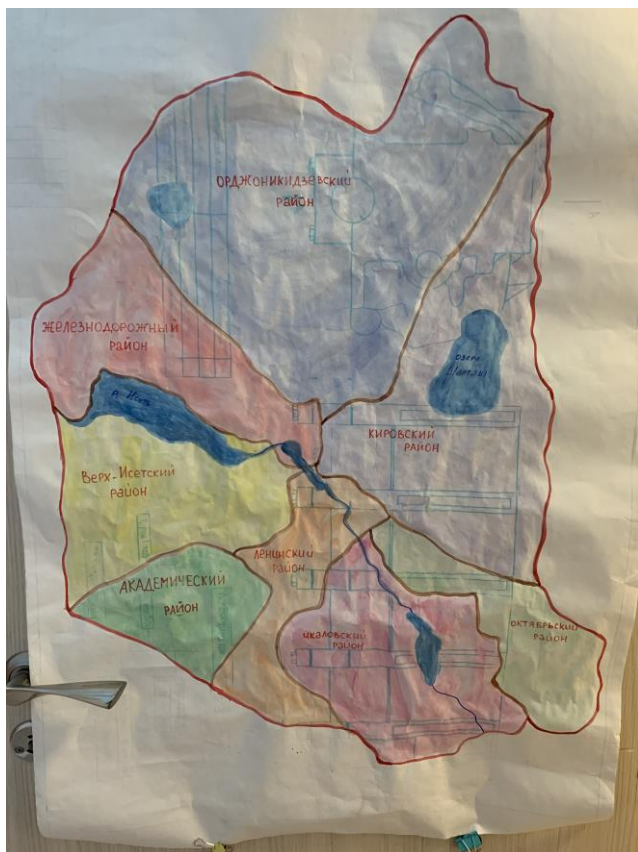 ОРДЖОНИКИДЗЕВСКИЙ
РАЙОН
ЖЕЛЕЗНОДОРОЖНЫЙ
РАЙОН
ОЗЕРО
Шарташ
Р. Исеть
КИРОВСКИЙ
РАЙОН
ВЕРХ-ИСЕТСКИЙ
РАЙОН
ЛЕНИНСКИЙ
РАЙОН
АКАДЕМИЧЕСКИЙ
РАЙОН
ЧКАЛОВСКИЙ
РАЙОН
ОКТЯБРЬСКИЙ
РАЙОН